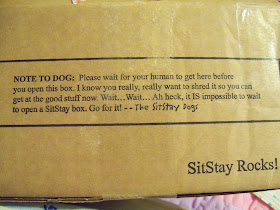 NOTE TO DOG: Please wait for your human to get here before
you open this box. I know you really, really want to shred it so you can
get at the good stuff now. Wait...Wait... Ah heck, it IS impossible to wait
to open a SitStay box. Go for it! --The SitStay Dogs
SitStay Rocks!